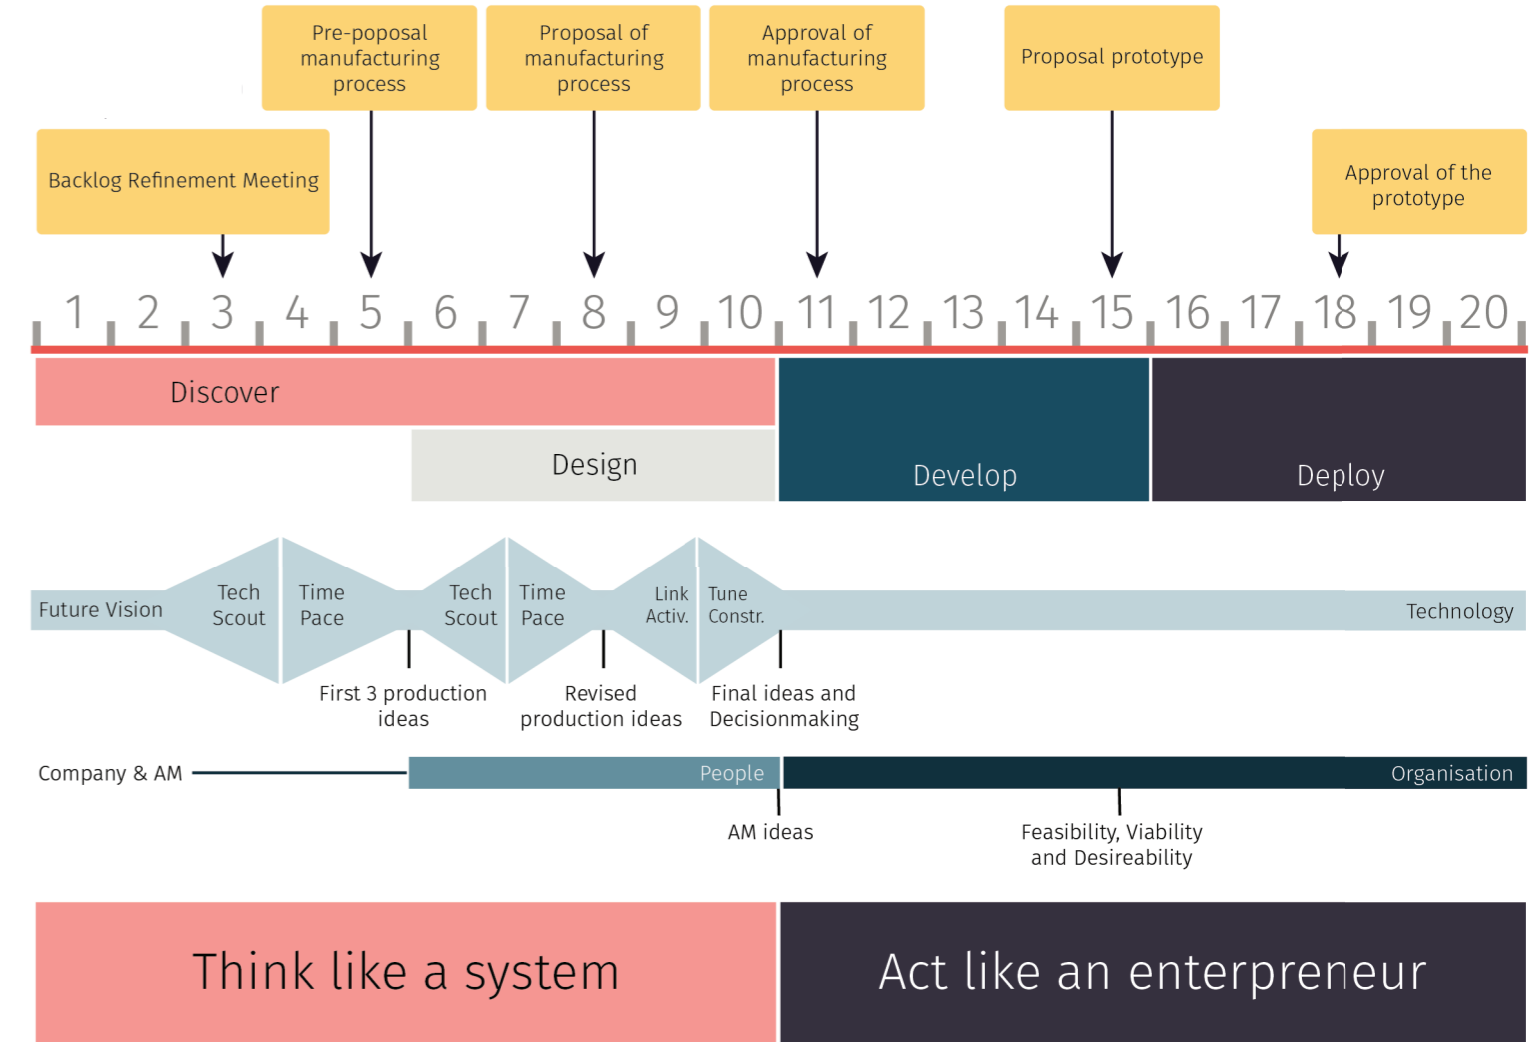 Pre-poposal
manufacturing
process
Proposal of
manufacturing
process
Approval of
manufacturing
process
Proposal prototype
Backlog Refinement Meeting
Approval of the
prototype
1 2 3 4 5 6 7 8 9 10 11 12 13 14 15 16 17 18 19 20
Discover
Design
Develop
Deploy
Future Vision
Tech
Scout
Time
Pace
Tech
Scout
Time
Pace
Link
Activ.
Tune
Constr.
Technology
First 3 production
ideas
Revised
production ideas
Final ideas and
Decisionmaking
Company & AM
People
Organisation
AM ideas
Feasibility, Viability
and Desireability
Think like a system
Act like an enterpreneur